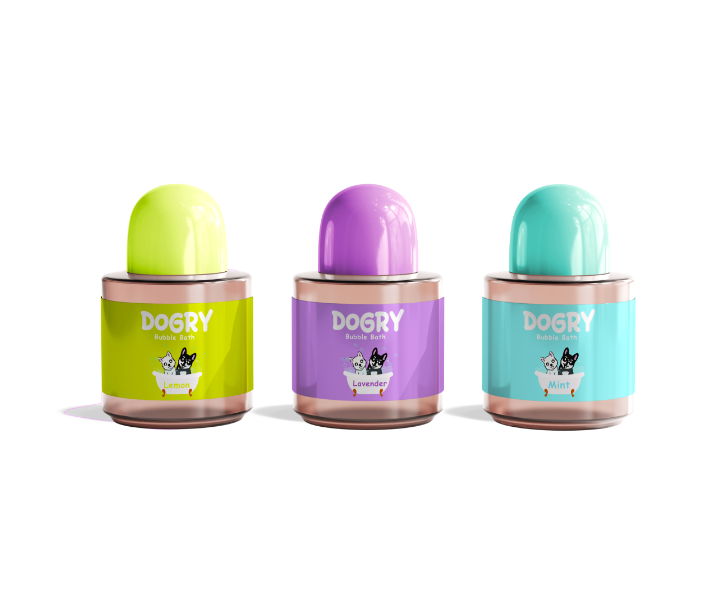 DOGRY
Bubble Bath
Lemon
DOGRY
Bubble Bath
Lavender
DOGRY
Bubble Bath
Mint